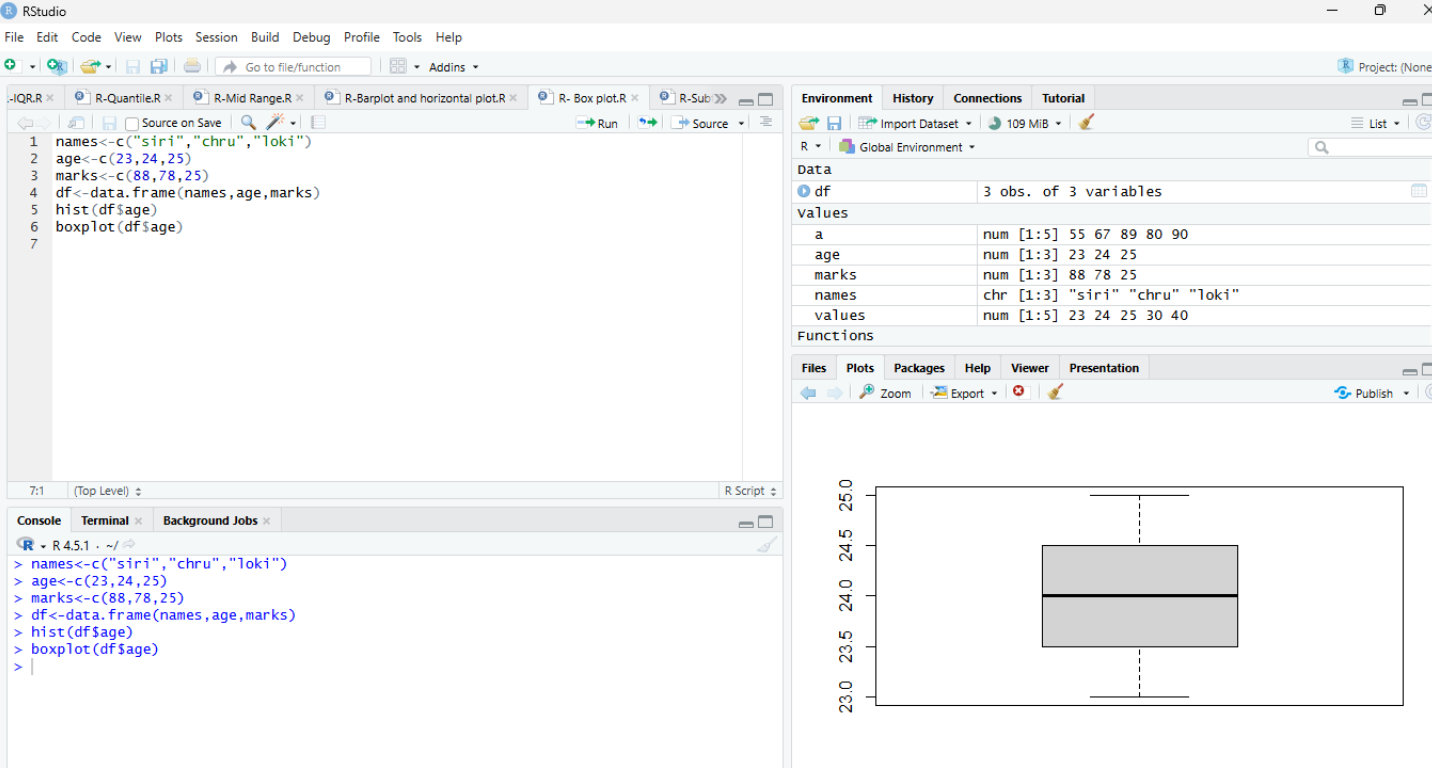 RStudio
File Edit Code View Plots Session Build Debug Profile Tools Help
Go to file/function Addins Project: (None
-IQR.R R-Quantile.R R-Mid Range.R R-Barplot and horizontal plot.R R- Box plot.R R-Sub
Source on Save Run Source
1 names<-c("siri","chru","loki")
2 age<-c(23,24,25)
3 marks<-c(88,78,25)
4 df<-data.frame(names,age,marks)
5 hist(df$age)
6 boxplot(df$age)
7
7:1 (Top Level) R Script
Console Terminal Background Jobs
R 4.5.1 · ~/
> names<-c("siri","chru","loki")
> age<-c(23,24,25)
> marks<-c(88,78,25)
> df<-data.frame(names,age,marks)
> hist(df$age)
> boxplot(df$age)
>
Environment History Connections Tutorial
Import Dataset 109 MiB List
R Global Environment
Data
df 3 obs. of 3 variables
Values
a num [1:5] 55 67 89 80 90
age num [1:3] 23 24 25
marks num [1:3] 88 78 25
names chr [1:3] "siri" "chru" "loki"
values num [1:5] 23 24 25 30 40
Functions
Files Plots Packages Help Viewer Presentation
Zoom Export Publish
25.0
24.5
24.0
23.5
23.0